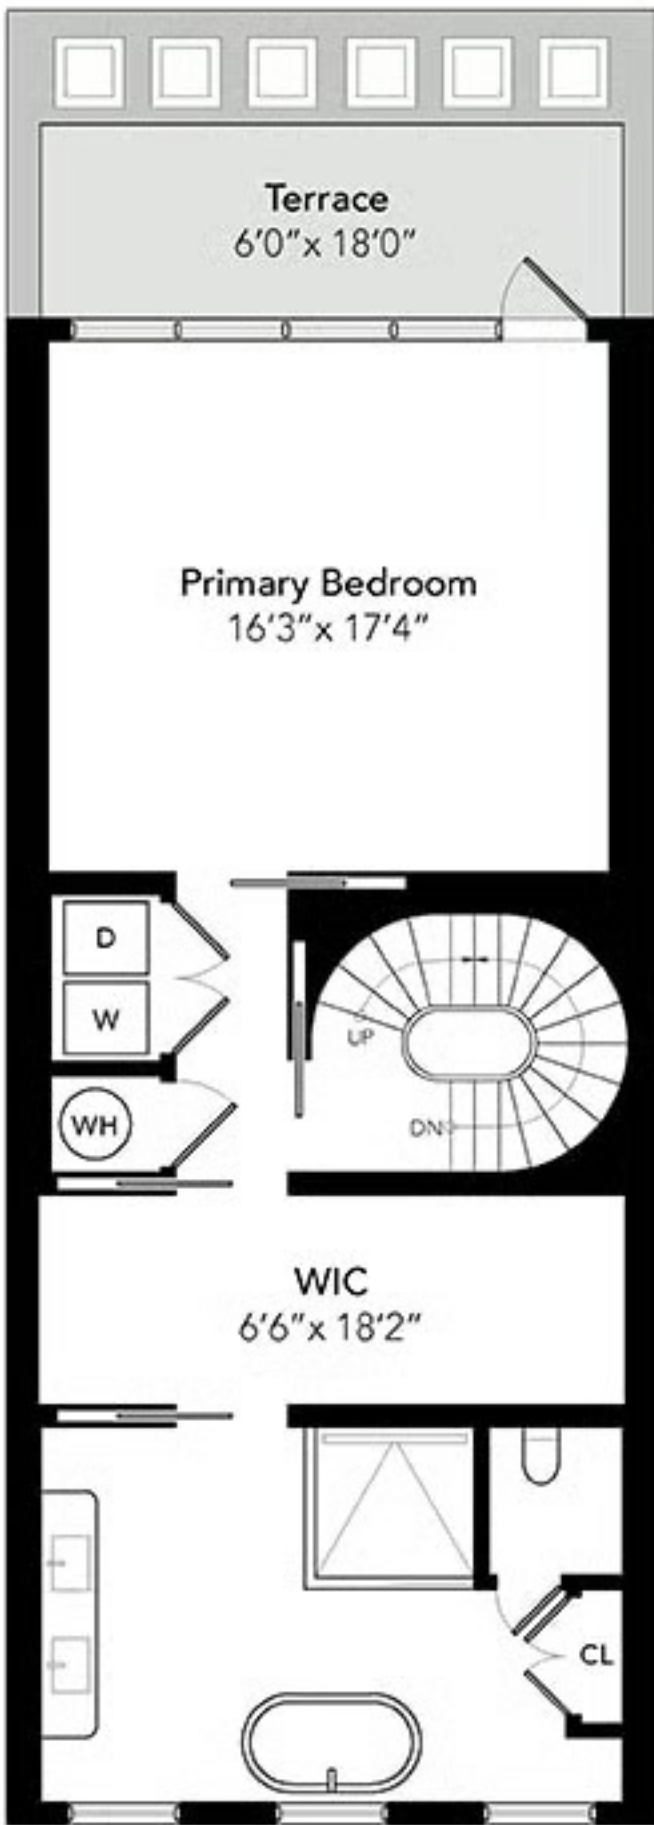 Terrace
6'0" x 18'0"
Primary Bedroom
16'3" x 17'4"
D
W
UP
WH
DN
WIC
6'6" x 18'2"
CL